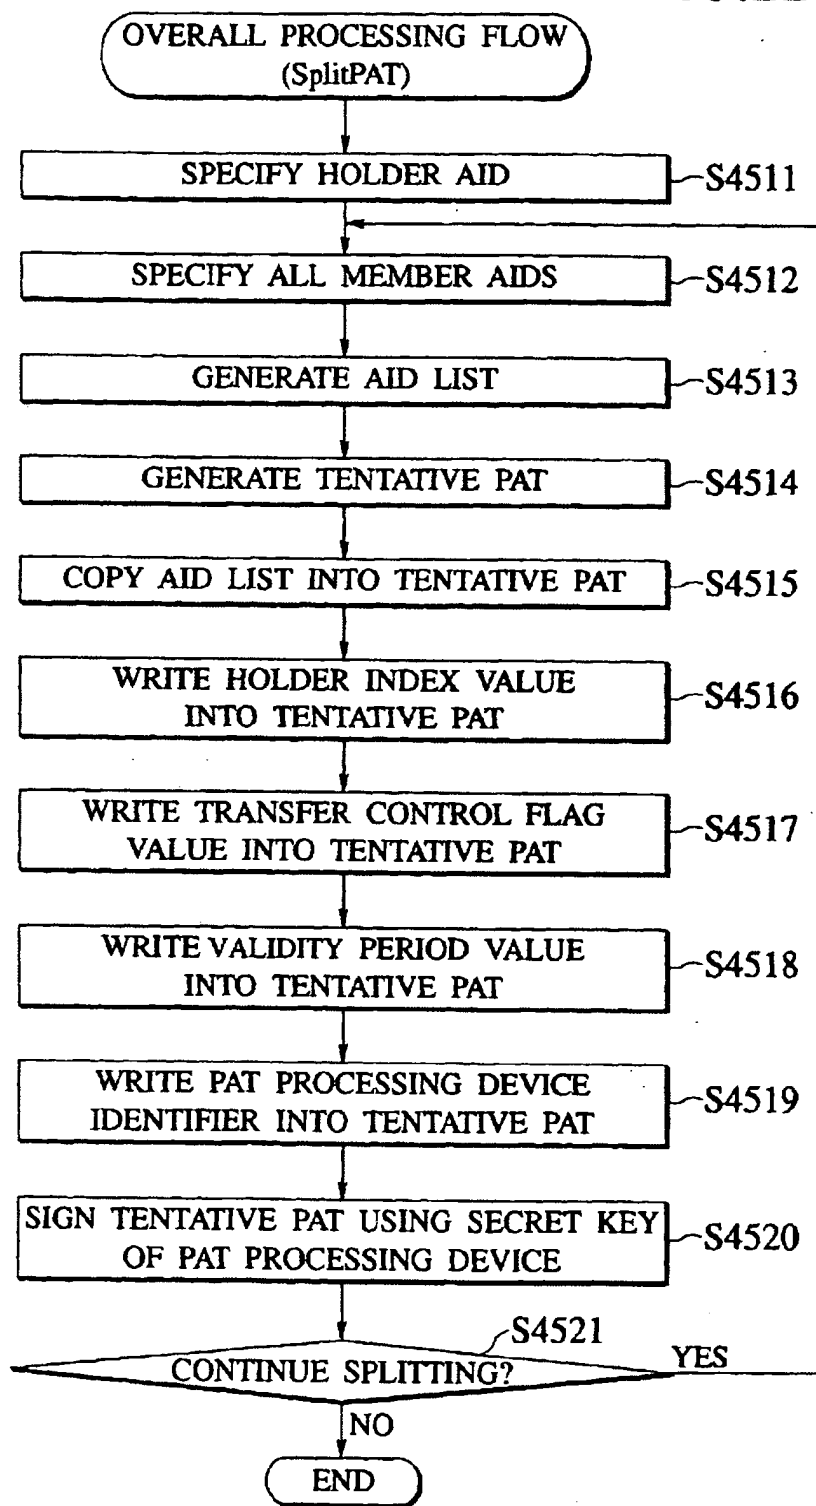 OVERALL PROCESSING FLOW
(SplitPAT)
SPECIFY HOLDER AID
S4511
SPECIFY ALL MEMBER AIDS
S4512
GENERATE AID LIST
S4513
GENERATE TENTATIVE PAT
S4514
COPY AID LIST INTO TENTATIVE PAT
S4515
WRITE HOLDER INDEX VALUE
INTO TENTATIVE PAT
S4516
WRITE TRANSFER CONTROL FLAG
VALUE INTO TENTATIVE PAT
S4517
WRITE VALIDITY PERIOD VALUE
INTO TENTATIVE PAT
S4518
WRITE PAT PROCESSING DEVICE
IDENTIFIER INTO TENTATIVE PAT
S4519
SIGN TENTATIVE PAT USING SECRET KEY
OF PAT PROCESSING DEVICE
S4520
S4521
CONTINUE SPLITTING?
YES
NO
END